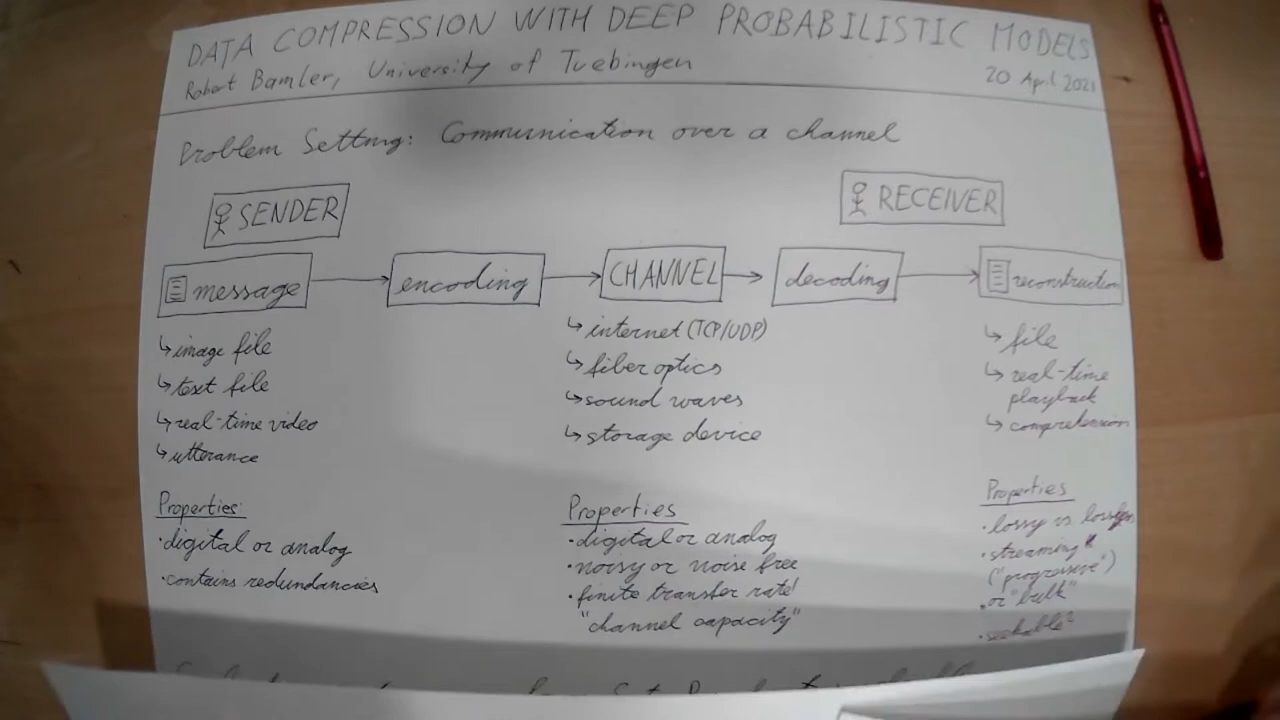 DATA COMPRESSION WITH DEEP PROBABILISTIC MODELS
Robert Bamler, University of Tuebingen
20 April 2021
Problem Setting: Communication over a channel
SENDER
RECEIVER
message
encoding
CHANNEL
decoding
reconstruction
↳image file
↳text file
↳real-time video
↳utterance
Properties:
·digital or analog
·contains redundancies
↳internet (TCP/UDP)
↳fiber optics
↳sound waves
↳storage device
Properties
·digital or analog
·noisy or noise free
·finite transfer rate
"channel capacity"
↳file
↳real-time
playback
↳comprehension
Properties
·lossy vs. lossless
·streaming
("progressive")
·or "bulk"
·seekable?